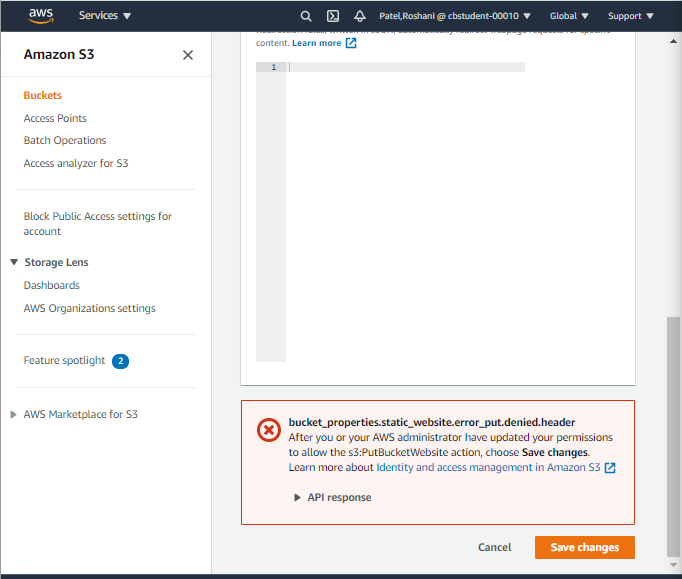 aws
Services
Patel,Roshani @ cbstudent-00010
Global
Support
Amazon S3
Buckets
Access Points
Batch Operations
Access analyzer for S3
Block Public Access settings for
account
Storage Lens
Dashboards
AWS Organizations settings
Feature spotlight 2
AWS Marketplace for S3
content. Learn more
1
bucket_properties.static_website.error_put.denied.header
After you or your AWS administrator have updated your permissions
to allow the s3:PutBucketWebsite action, choose Save changes.
Learn more about Identity and access management in Amazon S3
API response
Cancel
Save changes